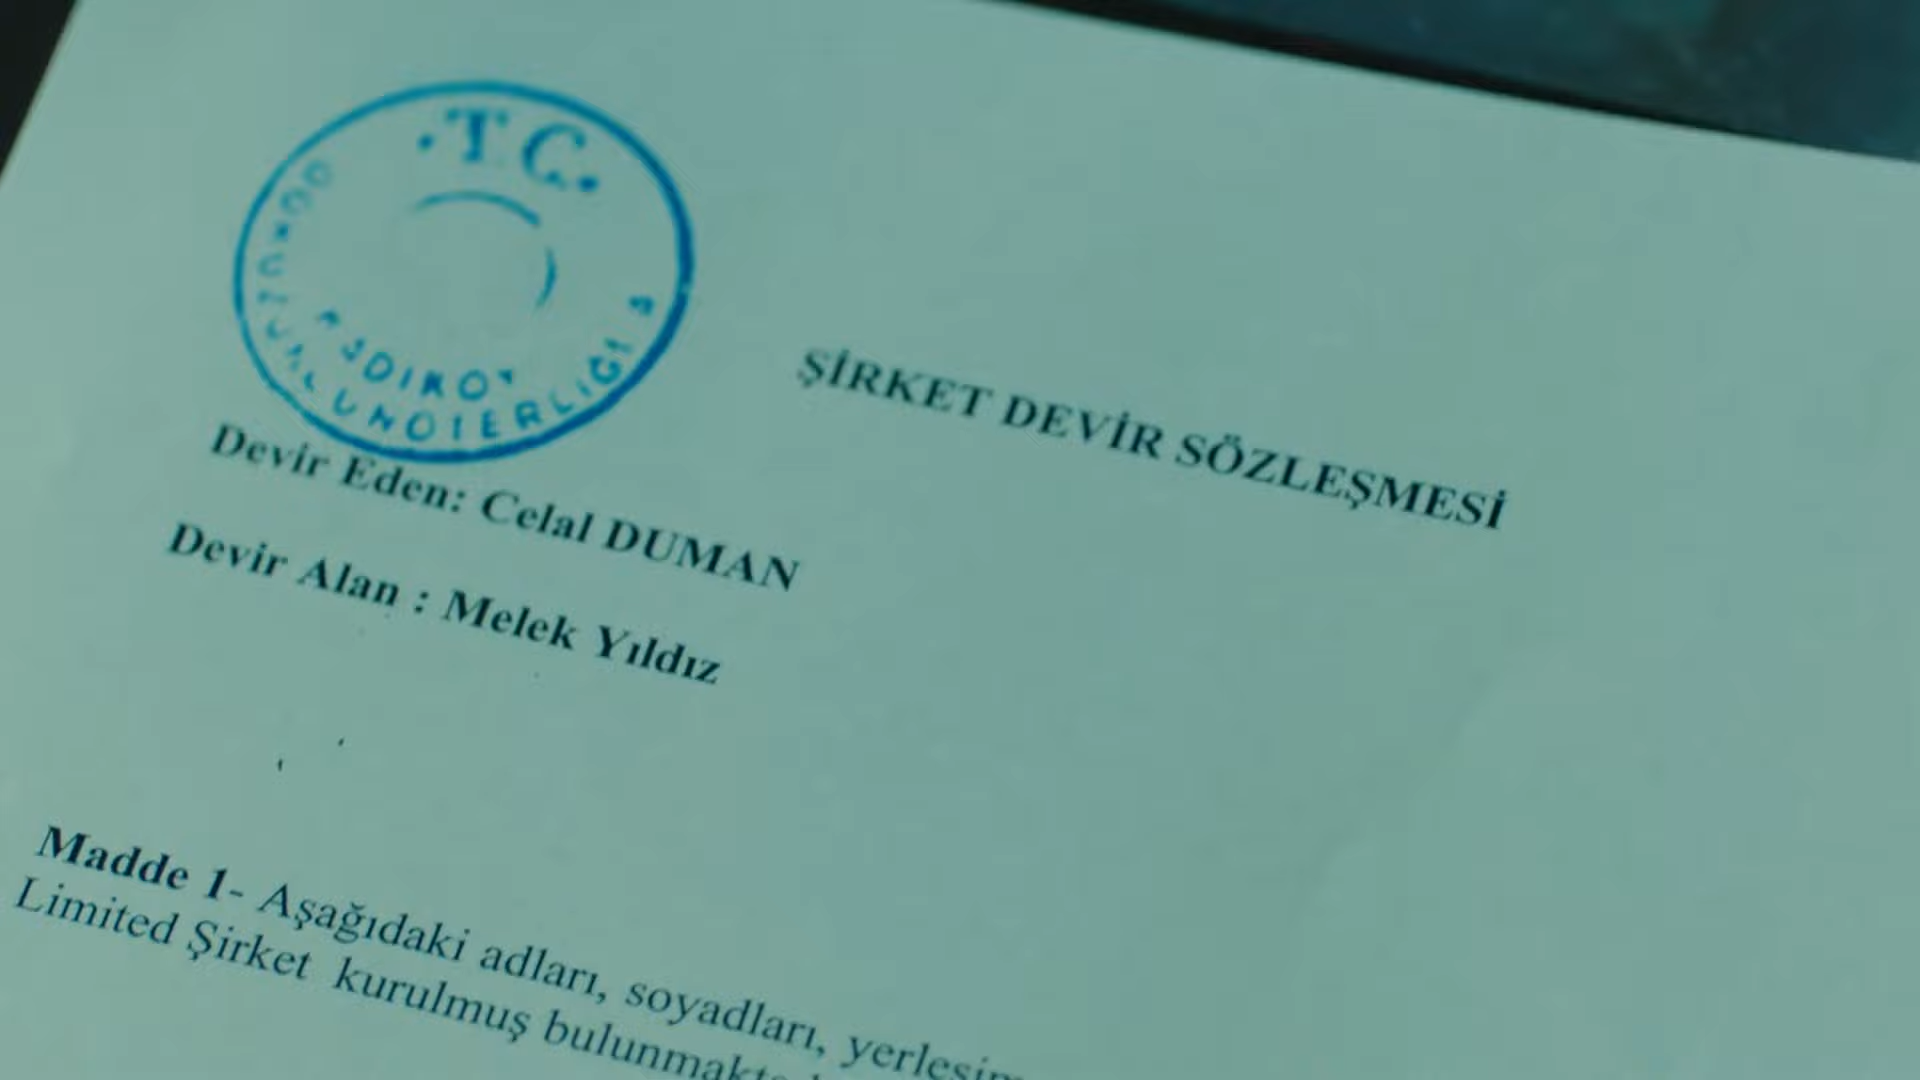 T.C.
KADIKÖY
NOTERLİĞİ
ŞİRKET DEVİR SÖZLEŞMESİ
Devir Eden: Celal DUMAN
Devir Alan : Melek Yıldız
Madde 1- Aşağıdaki adları, soyadları,
Limited Şirket kurulmuş